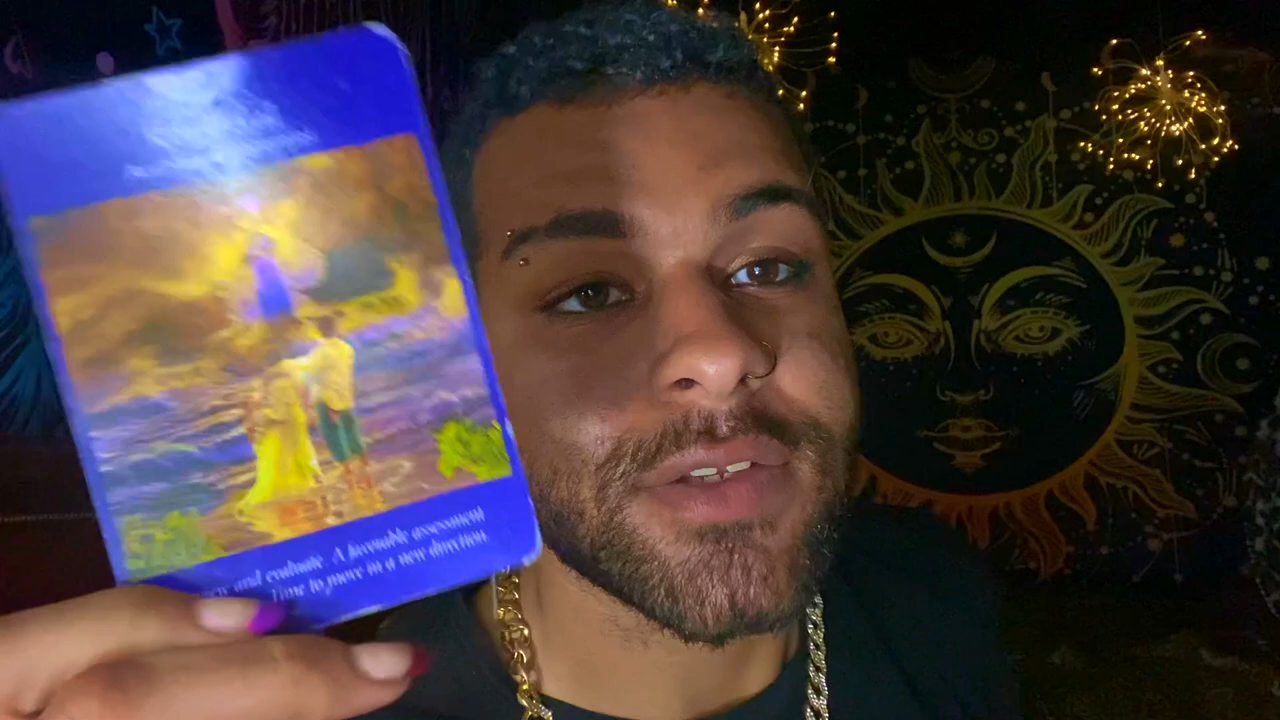 and evaluate. A favorable assessment
Time to move in a new direction.